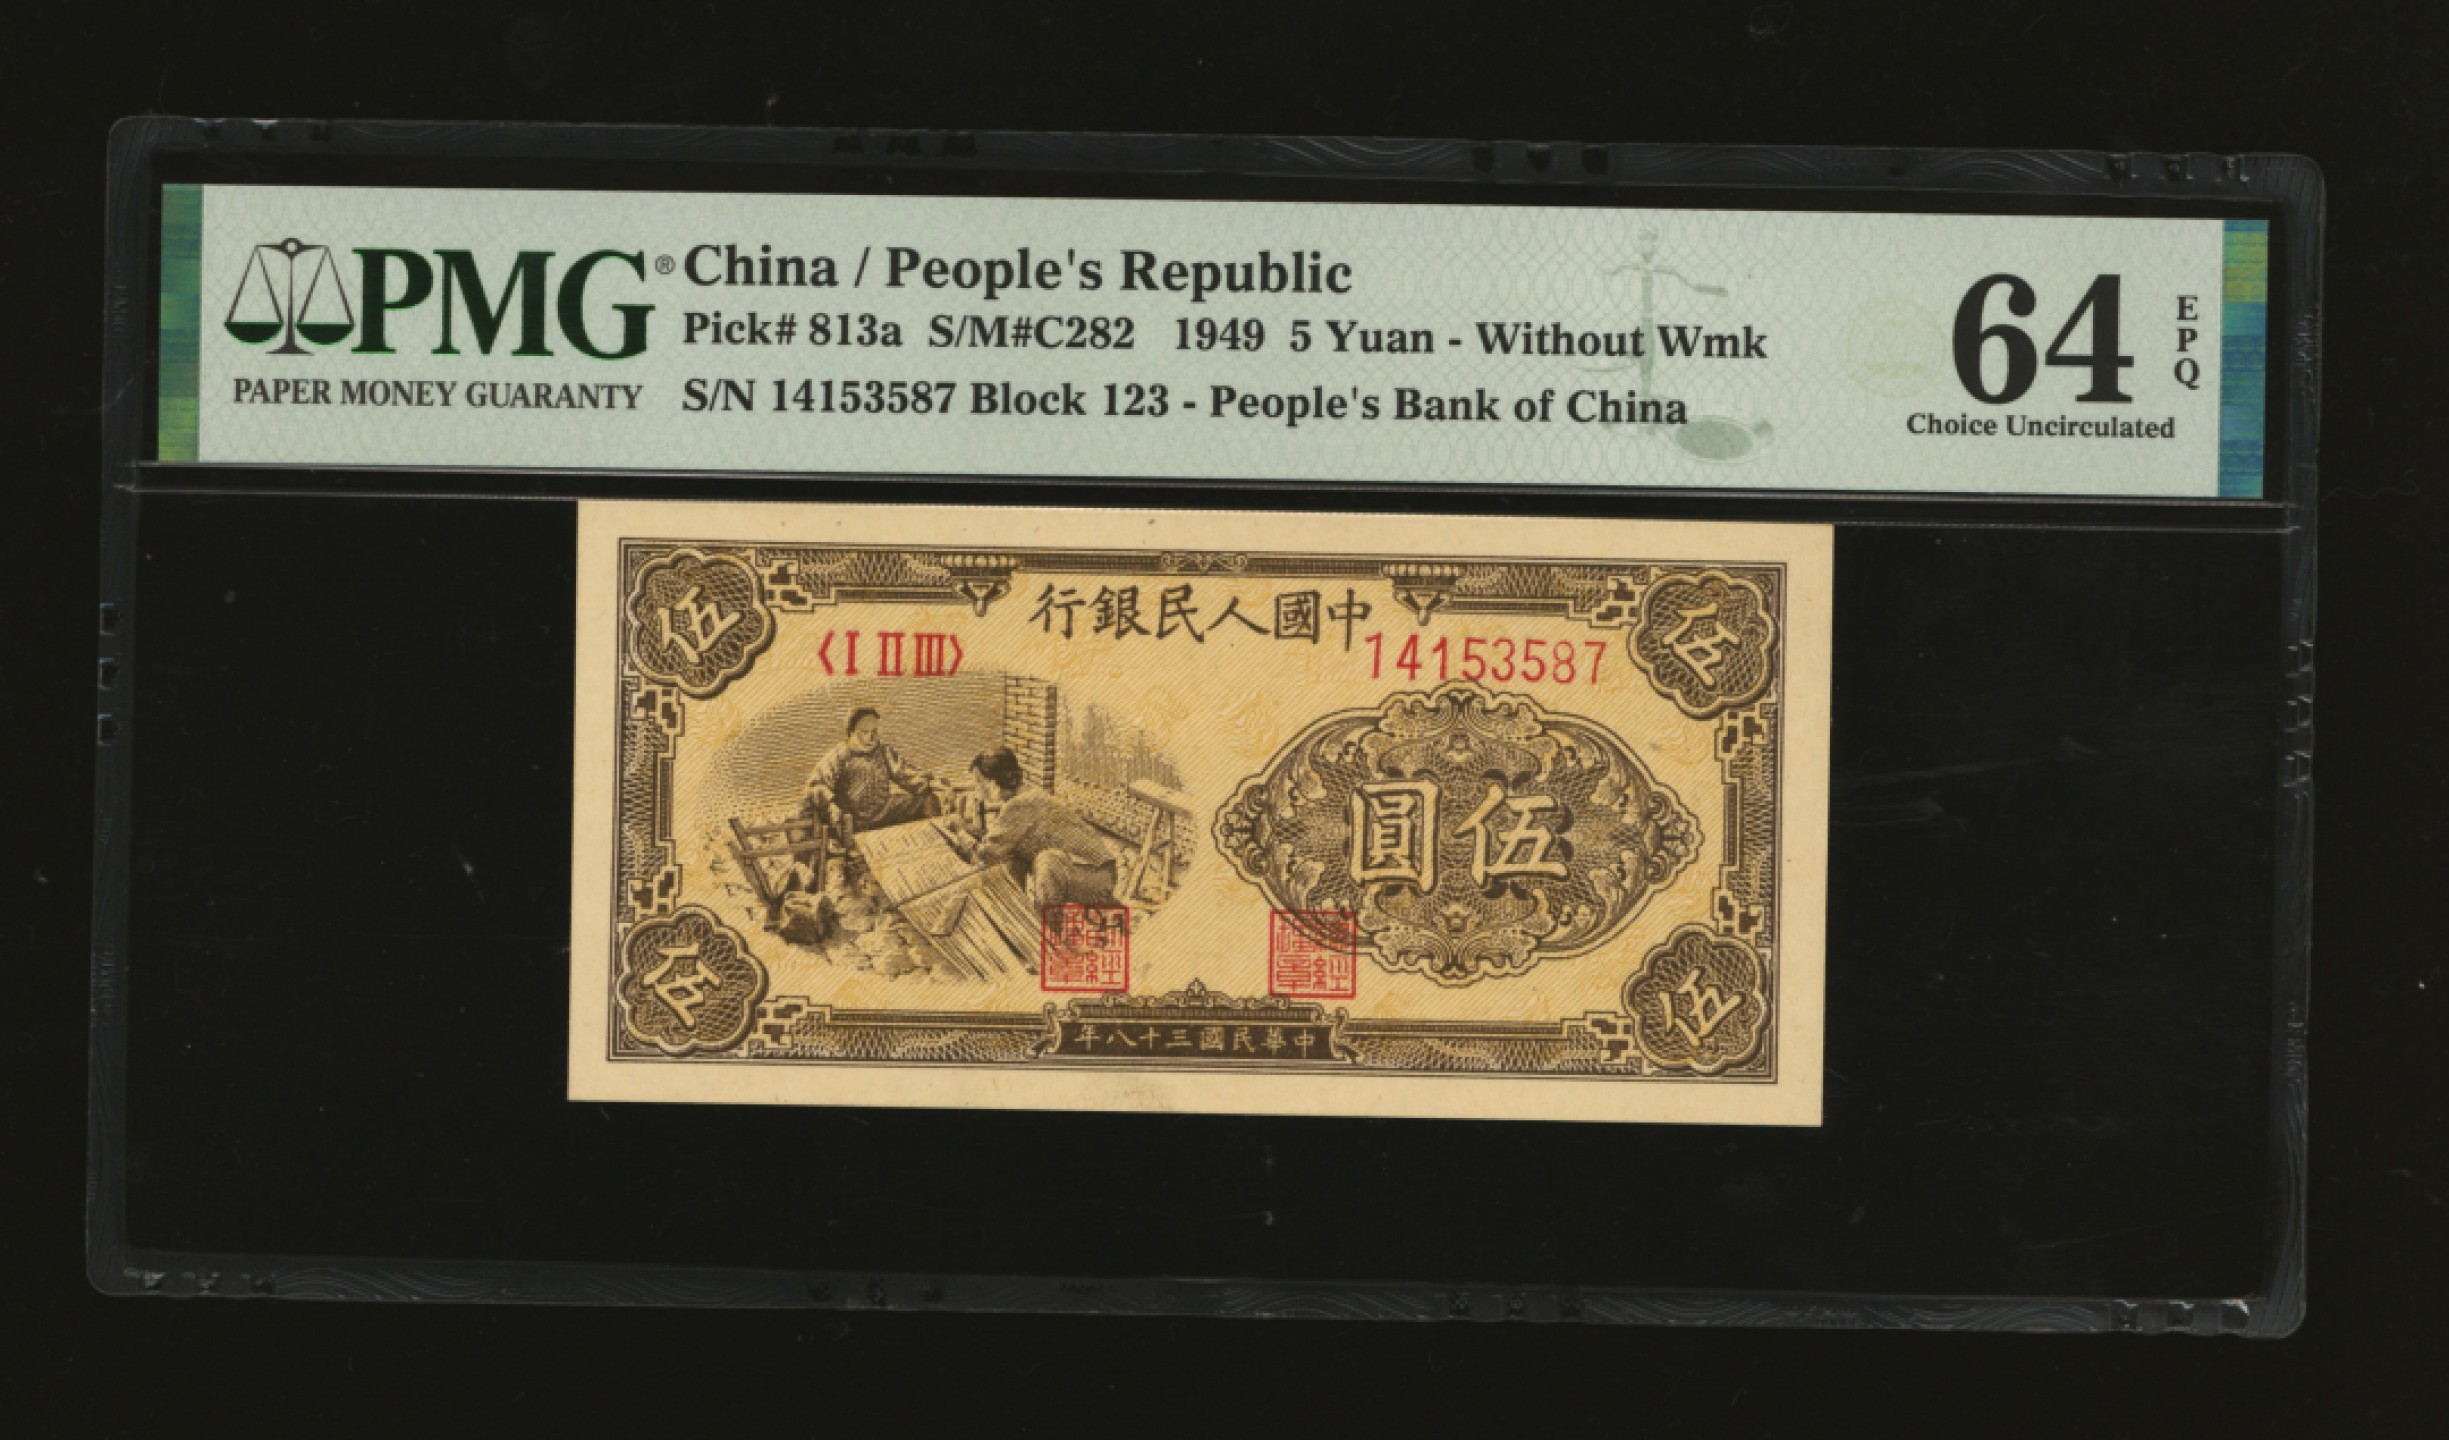 PMG®
PAPER MONEY GUARANTY
China / People's Republic
Pick# 813a S/M#C282 1949 5 Yuan - Without Wmk
S/N 14153587 Block 123 - People's Bank of China
64
EPQ
Choice Uncirculated
伍
行銀民人國中
伍
〈I II III〉
14153587
圓伍
伍
年八十三國民華中
伍